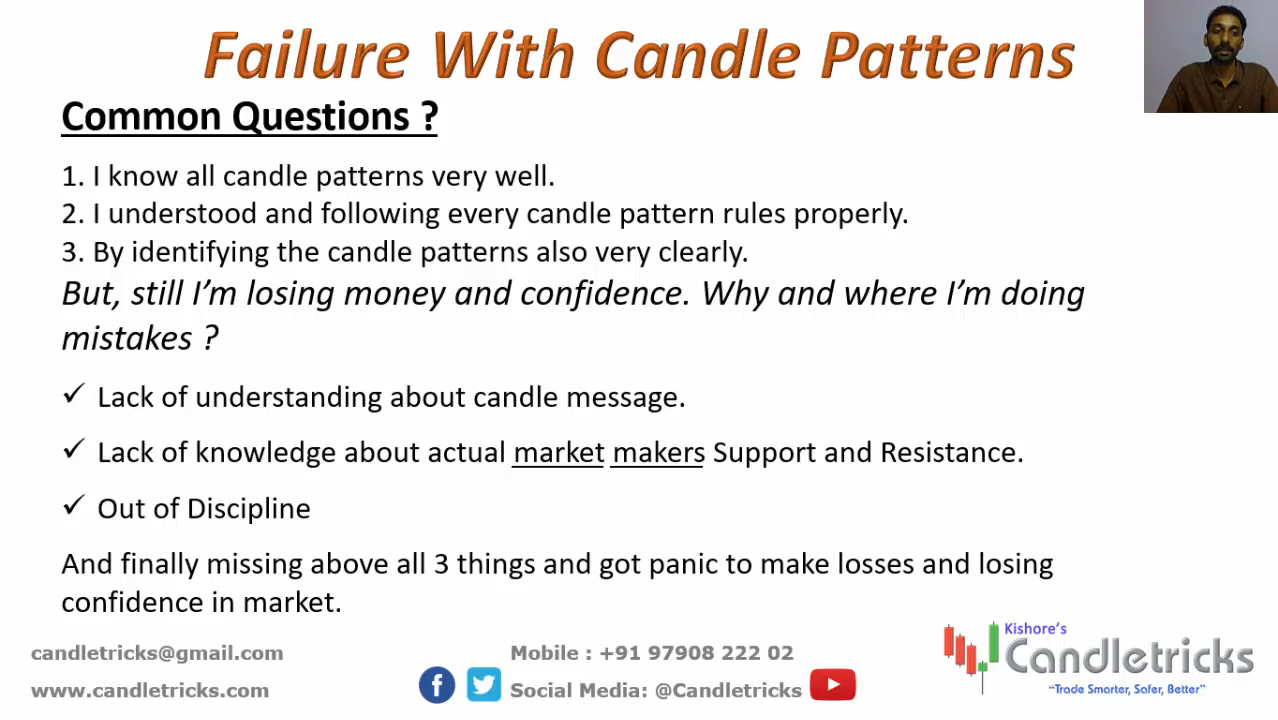 Failure With Candle Patterns
Common Questions ?
1. I know all candle patterns very well.
2. I understood and following every candle pattern rules properly.
3. By identifying the candle patterns also very clearly.
But, still I’m losing money and confidence. Why and where I’m doing
mistakes ?
✓ Lack of understanding about candle message.
✓ Lack of knowledge about actual market makers Support and Resistance.
✓ Out of Discipline
And finally missing above all 3 things and got panic to make losses and losing
confidence in market.
candletricks@gmail.com
www.candletricks.com
Mobile : +91 97908 222 02
Social Media: @Candletricks
Kishore’s
Candletricks
“Trade Smarter, Safer, Better”